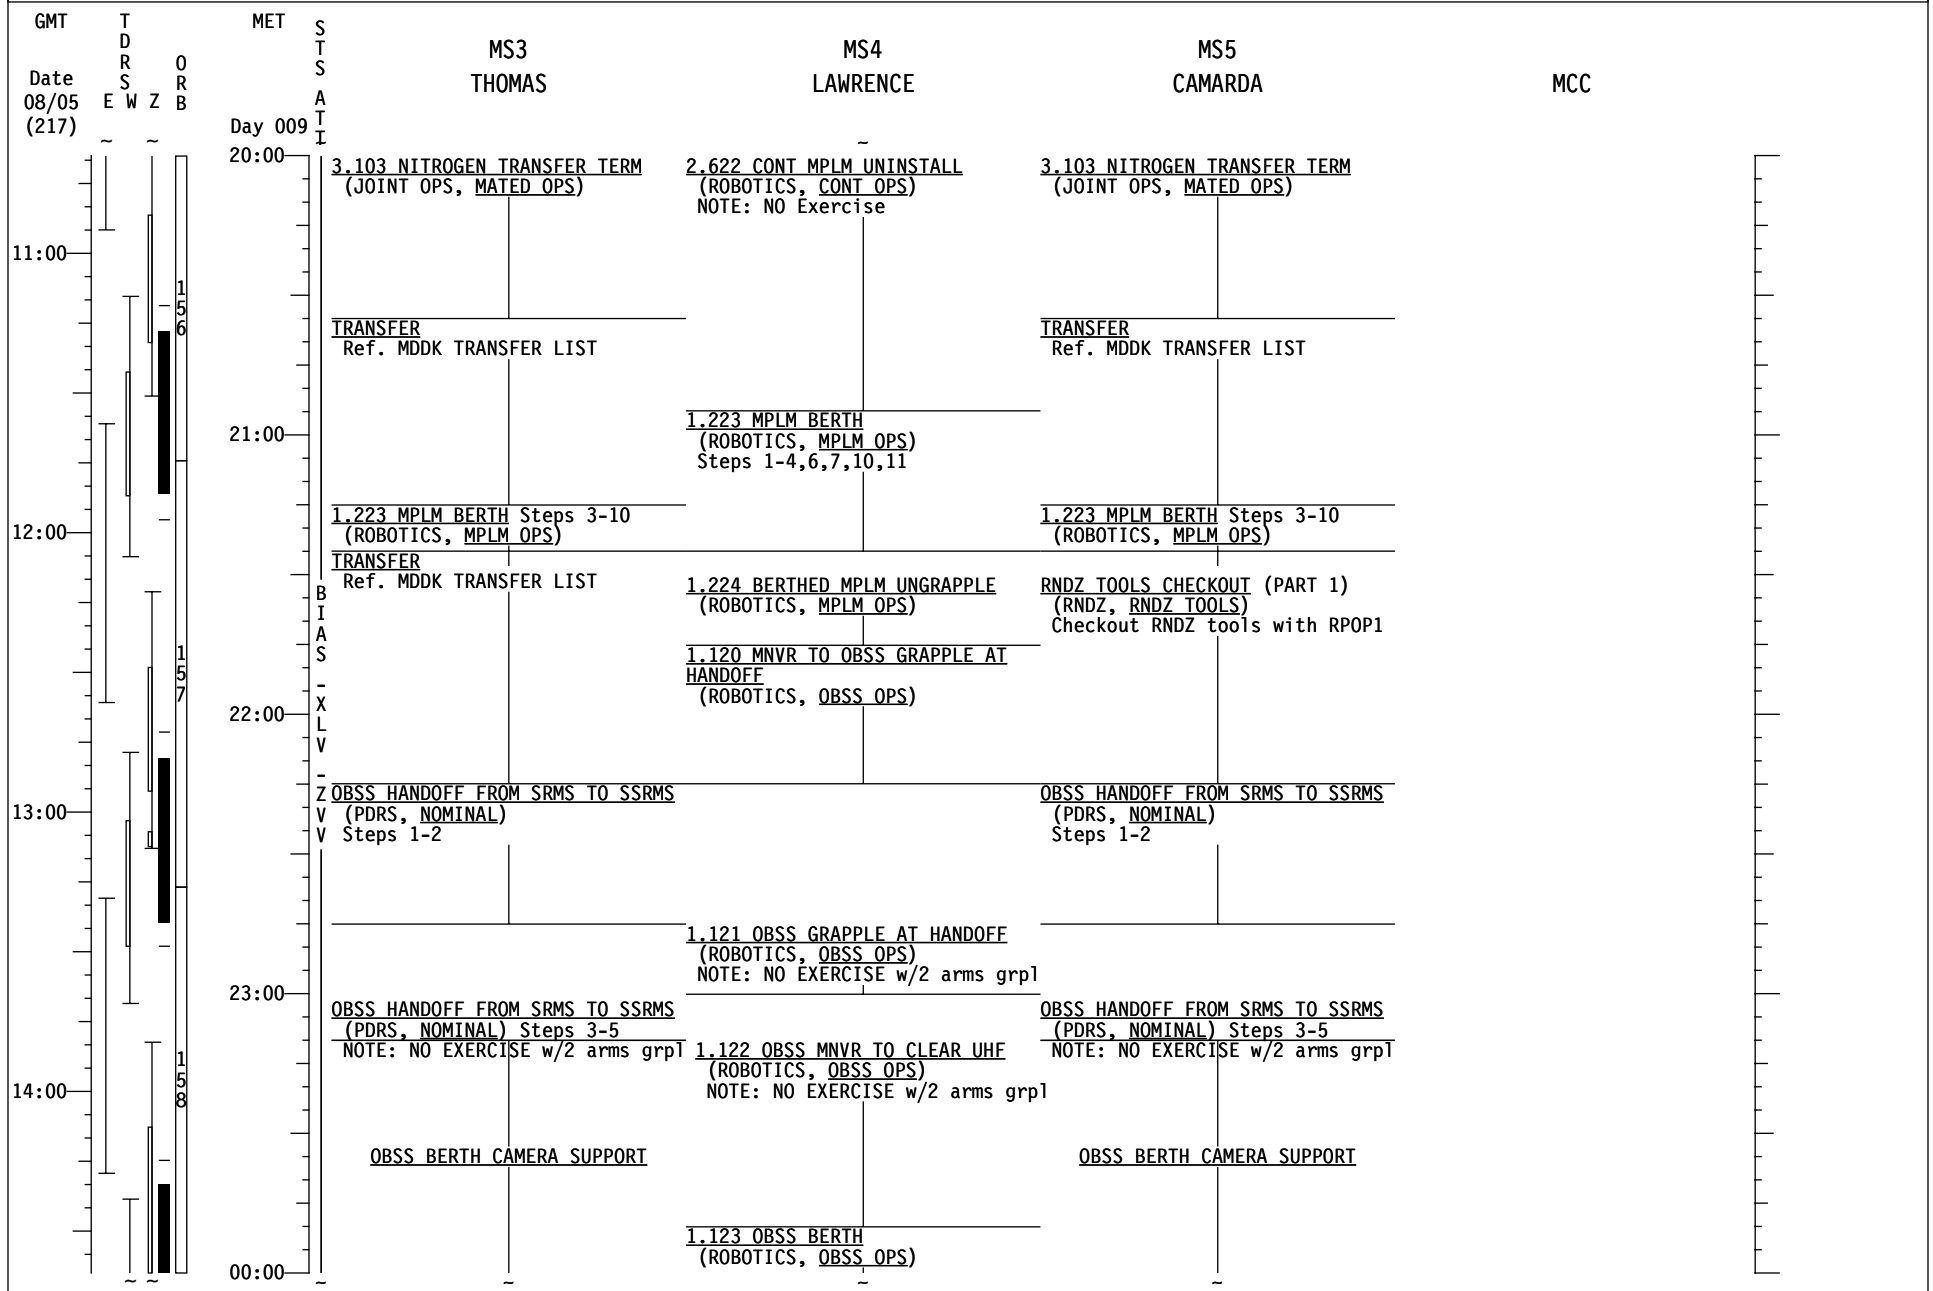 GMT
TDRS
MET
STS ATT
ORB
MS3
MS4
MS5
Date
THOMAS
LAWRENCE
CAMARDA
MCC
08/05
E W Z
(217)
Day 009
~ ~ ~ ~
20:00
3.103 NITROGEN TRANSFER TERM
(JOINT OPS, MATED OPS)
2.622 CONT MPLM UNINSTALL
(ROBOTICS, CONT OPS)
NOTE: NO Exercise
3.103 NITROGEN TRANSFER TERM
(JOINT OPS, MATED OPS)
11:00
156
TRANSFER
Ref. MDDK TRANSFER LIST
TRANSFER
Ref. MDDK TRANSFER LIST
21:00
1.223 MPLM BERTH
(ROBOTICS, MPLM OPS)
Steps 1-4,6,7,10,11
12:00
1.223 MPLM BERTH Steps 3-10
(ROBOTICS, MPLM OPS)
1.223 MPLM BERTH Steps 3-10
(ROBOTICS, MPLM OPS)
TRANSFER
Ref. MDDK TRANSFER LIST
BIAS -XLV -ZVV
1.224 BERTHED MPLM UNGRAPPLE
(ROBOTICS, MPLM OPS)
RNDZ TOOLS CHECKOUT (PART 1)
(RNDZ, RNDZ TOOLS)
Checkout RNDZ tools with RPOP1
157
1.120 MNVR TO OBSS GRAPPLE AT
HANDOFF
(ROBOTICS, OBSS OPS)
22:00
13:00
OBSS HANDOFF FROM SRMS TO SSRMS
(PDRS, NOMINAL)
Steps 1-2
OBSS HANDOFF FROM SRMS TO SSRMS
(PDRS, NOMINAL)
Steps 1-2
1.121 OBSS GRAPPLE AT HANDOFF
(ROBOTICS, OBSS OPS)
NOTE: NO EXERCISE w/2 arms grpl
23:00
OBSS HANDOFF FROM SRMS TO SSRMS
(PDRS, NOMINAL) Steps 3-5
NOTE: NO EXERCISE w/2 arms grpl
1.122 OBSS MNVR TO CLEAR UHF
(ROBOTICS, OBSS OPS)
NOTE: NO EXERCISE w/2 arms grpl
OBSS HANDOFF FROM SRMS TO SSRMS
(PDRS, NOMINAL) Steps 3-5
NOTE: NO EXERCISE w/2 arms grpl
14:00
158
OBSS BERTH CAMERA SUPPORT
OBSS BERTH CAMERA SUPPORT
1.123 OBSS BERTH
(ROBOTICS, OBSS OPS)
00:00
~ ~ ~ ~ ~ ~